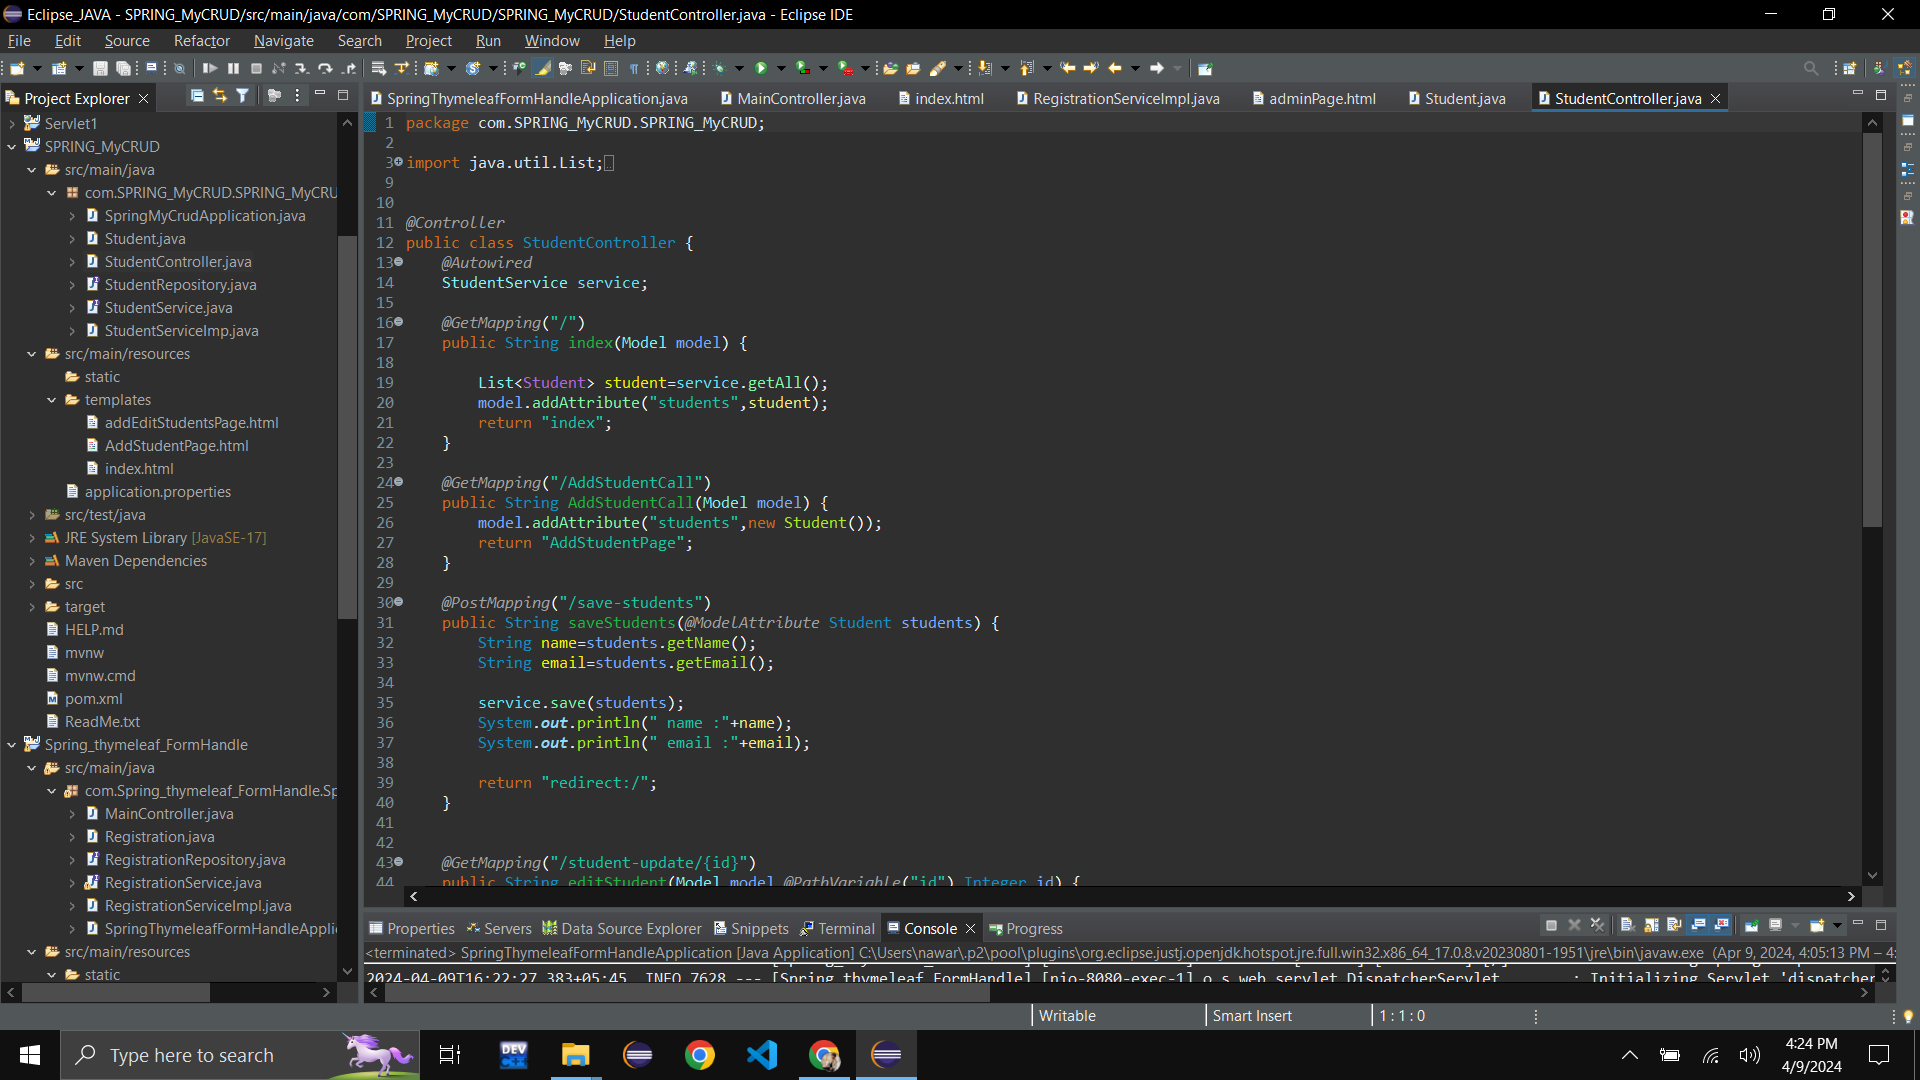 Eclipse_JAVA - SPRING_MyCRUD/src/main/java/com/SPRING_MyCRUD/SPRING_MyCRUD/StudentController.java - Eclipse IDE
File Edit Source Refactor Navigate Search Project Run Window Help
Project Explorer
Servlet1
SPRING_MyCRUD
src/main/java
com.SPRING_MyCRUD.SPRING_MyCRU
SpringMyCrudApplication.java
Student.java
StudentController.java
StudentRepository.java
StudentService.java
StudentServiceImp.java
src/main/resources
static
templates
addEditStudentsPage.html
AddStudentPage.html
index.html
application.properties
src/test/java
JRE System Library [JavaSE-17]
Maven Dependencies
src
target
HELP.md
mvnw
mvnw.cmd
pom.xml
ReadMe.txt
Spring_thymeleaf_FormHandle
src/main/java
com.Spring_thymeleaf_FormHandle.Sp
MainController.java
Registration.java
RegistrationRepository.java
RegistrationService.java
RegistrationServiceImpl.java
SpringThymeleafFormHandleAppli
src/main/resources
static
SpringThymeleafFormHandleApplication.java MainController.java index.html RegistrationServiceImpl.java adminPage.html Student.java StudentController.java
1 package com.SPRING_MyCRUD.SPRING_MyCRUD;
2
3 import java.util.List;
9
10
11 @Controller
12 public class StudentController {
13 @Autowired
14 StudentService service;
15
16 @GetMapping("/")
17 public String index(Model model) {
18
19 List<Student> student=service.getAll();
20 model.addAttribute("students",student);
21 return "index";
22 }
23
24 @GetMapping("/AddStudentCall")
25 public String AddStudentCall(Model model) {
26 model.addAttribute("students",new Student());
27 return "AddStudentPage";
28 }
29
30 @PostMapping("/save-students")
31 public String saveStudents(@ModelAttribute Student students) {
32 String name=students.getName();
33 String email=students.getEmail();
34
35 service.save(students);
36 System.out.println(" name :"+name);
37 System.out.println(" email :"+email);
38
39 return "redirect:/";
40 }
41
42
43 @GetMapping("/student-update/{id}")
44 public String editStudent(Model model,@PathVariable("id") Integer id) {
Properties Servers Data Source Explorer Snippets Terminal Console Progress
<terminated> SpringThymeleafFormHandleApplication [Java Application] C:\Users\nawar\.p2\pool\plugins\org.eclipse.justj.openjdk.hotspot.jre.full.win32.x86_64_17.0.8.v20230801-1951\jre\bin\javaw.exe (Apr 9, 2024, 4:05:13 PM – 4:
2024-04-09T16:22:27.383+05:45 INFO 7628 --- [Spring_thymeleaf_FormHandle] [nio-8080-exec-1] o.s.web.servlet.DispatcherServlet : Initializing Servlet 'dispatcher
Writable Smart Insert 1 : 1 : 0
Type here to search
DEV
4:24 PM
4/9/2024